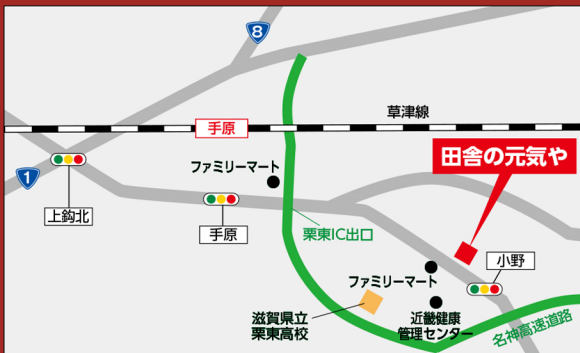 8
草津線
手原
田舎の元気や
ファミリーマート
1
上鈎北
手原
栗東IC出口
小野
ファミリーマート
滋賀県立
栗東高校
近畿健康
管理センター
名神高速道路